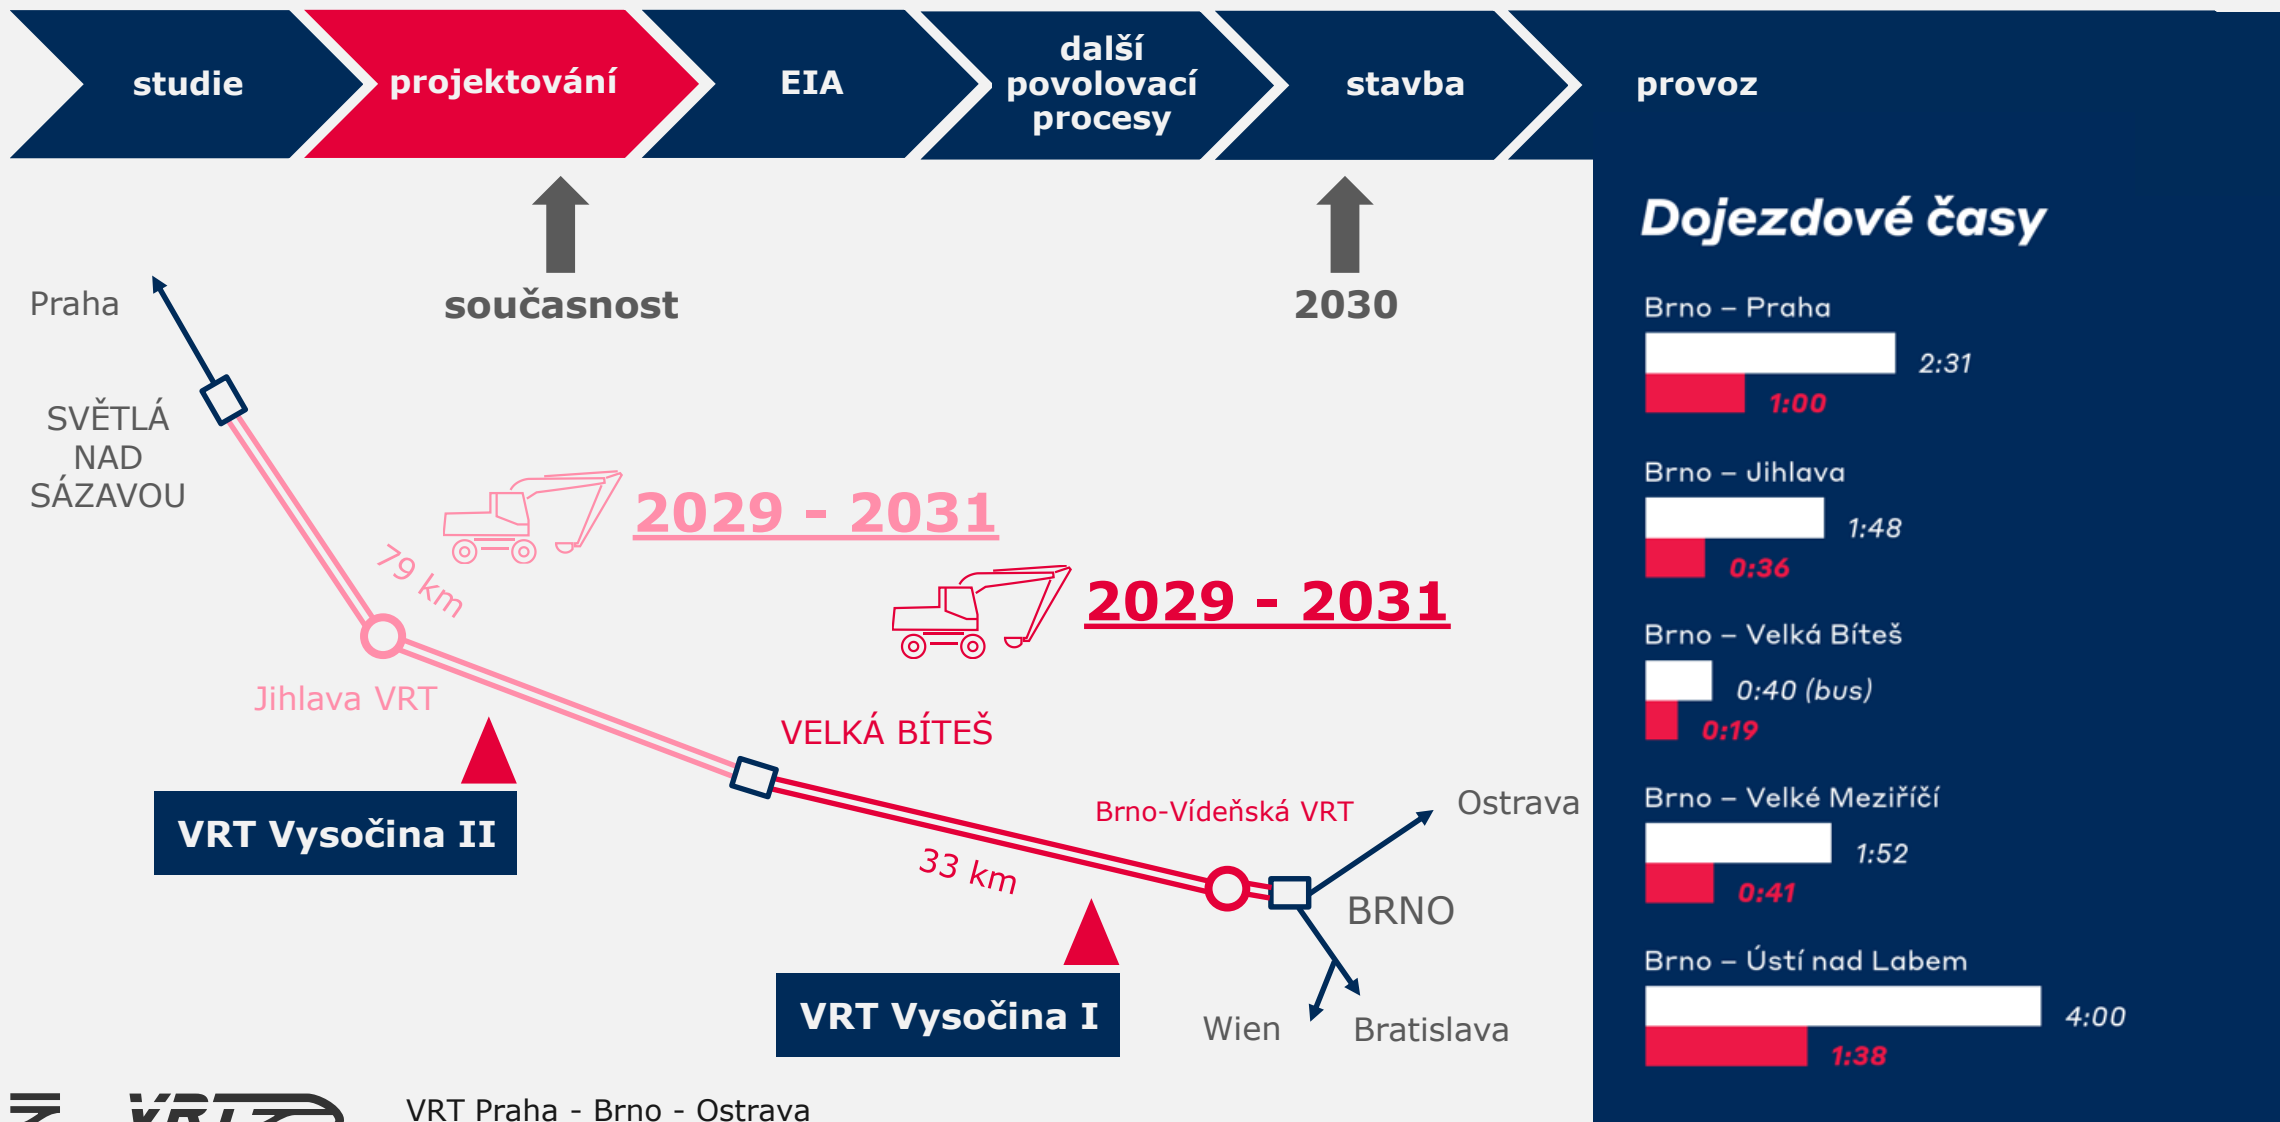 studie
projektování
EIA
další
povolovací
procesy
stavba
provoz
současnost
2030
Praha
SVĚTLÁ
NAD
SÁZAVOU
79 km
2029 - 2031
Jihlava VRT
VRT Vysočina II
2029 - 2031
VELKÁ BÍTEŠ
Brno-Vídeňská VRT
33 km
VRT Vysočina I
Ostrava
BRNO
Wien
Bratislava
Dojezdové časy
Brno – Praha
2:31
1:00
Brno – Jihlava
1:48
0:36
Brno – Velká Bíteš
0:40 (bus)
0:19
Brno – Velké Meziříčí
1:52
0:41
Brno – Ústí nad Labem
4:00
1:38
VRT
VRT Praha - Brno - Ostrava